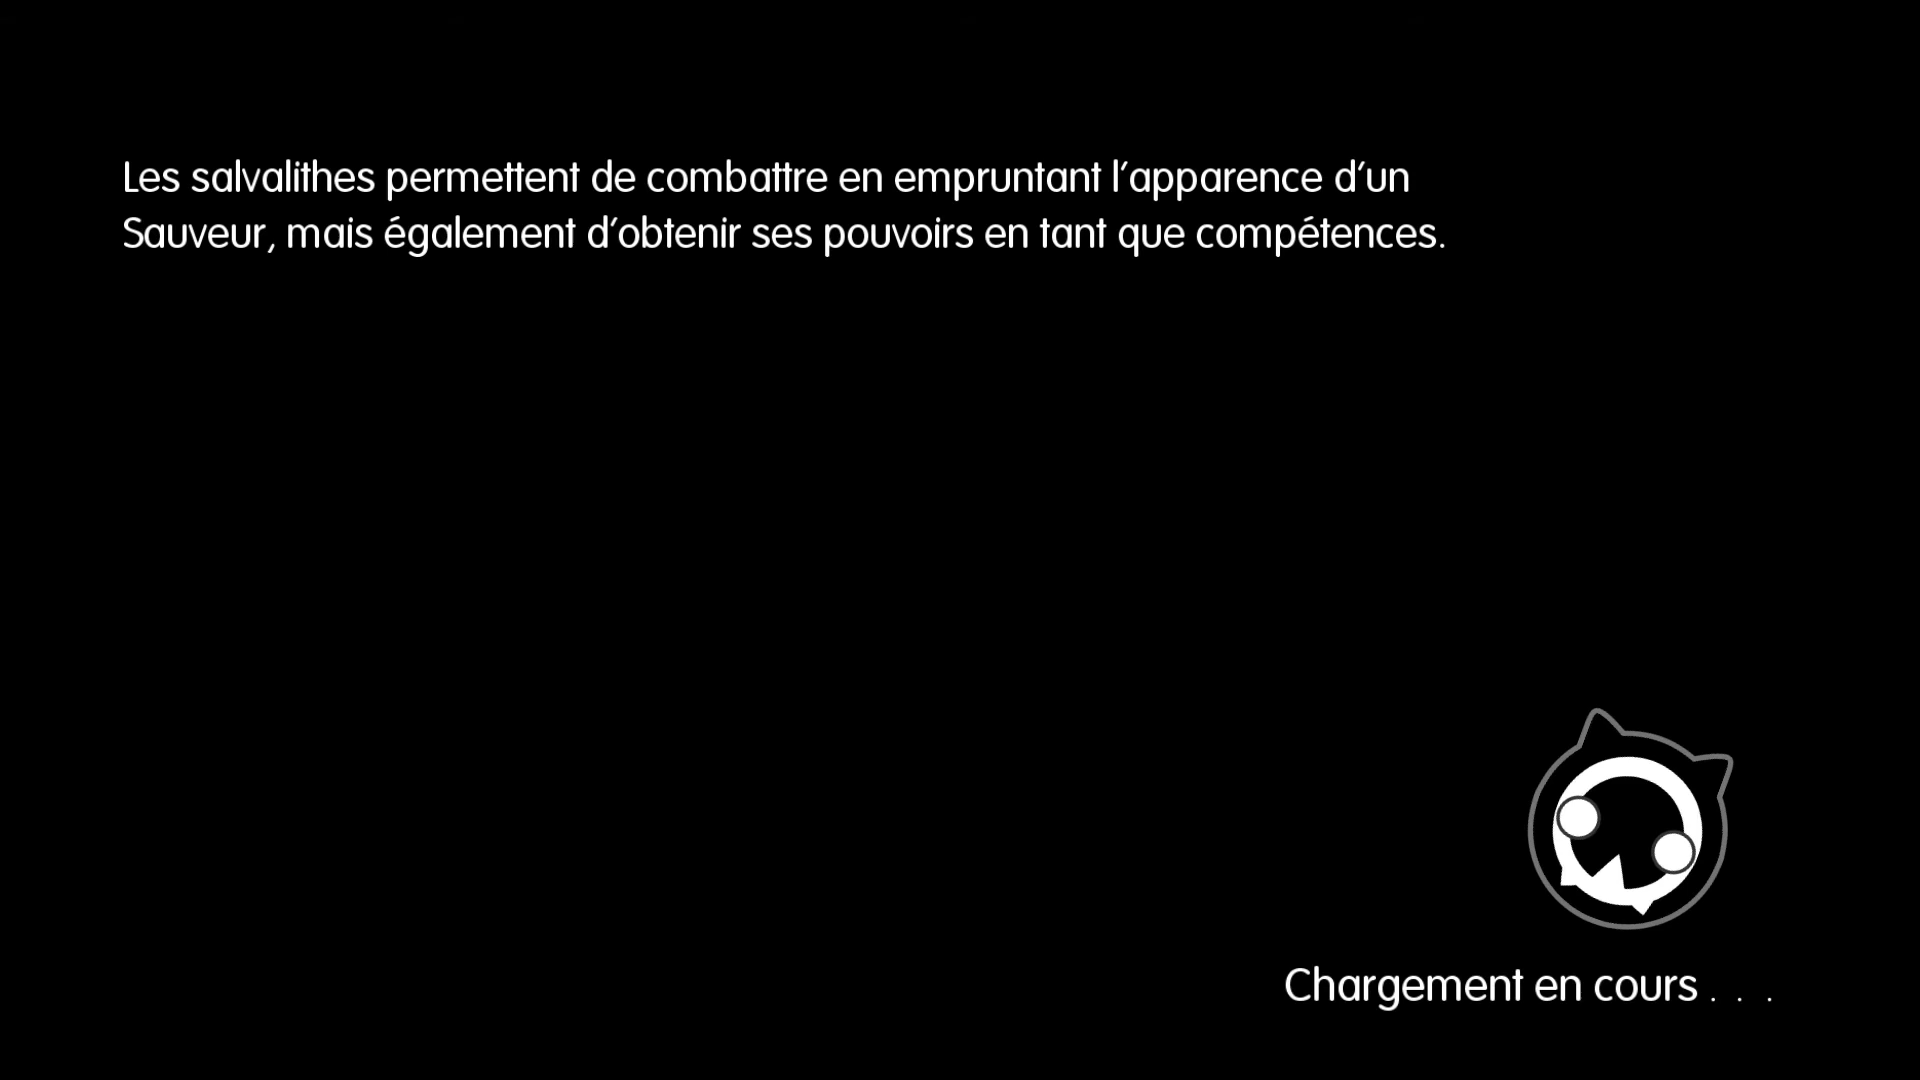 Les salvalithes permettent de combattre en empruntant l'apparence d'un
Sauveur, mais également d'obtenir ses pouvoirs en tant que compétences.
Chargement en cours . . .